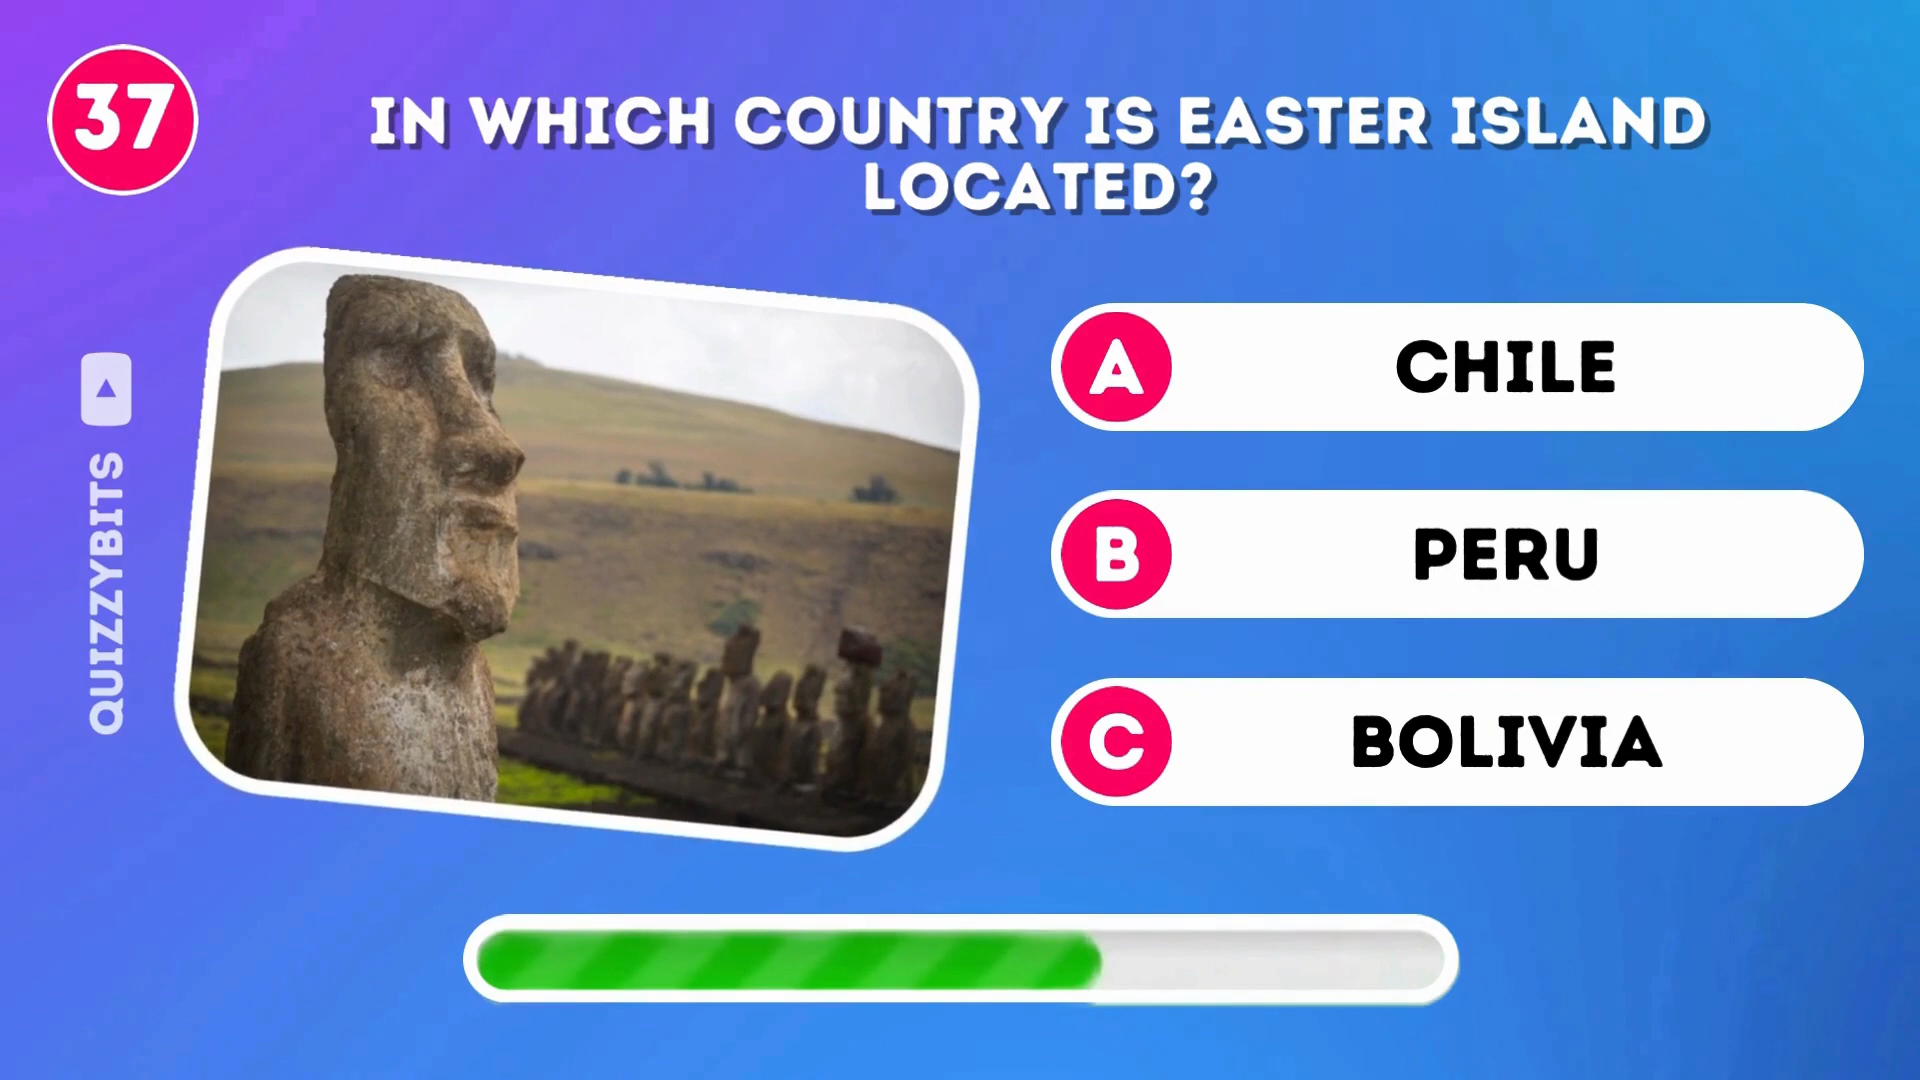 37
IN WHICH COUNTRY IS EASTER ISLAND
LOCATED?
QUIZZYBITS
A CHILE
B PERU
C BOLIVIA